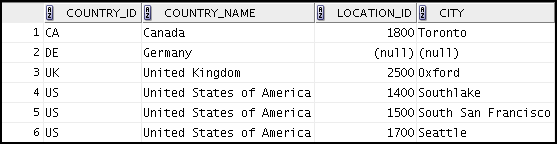 COUNTRY_ID COUNTRY_NAME LOCATION_ID CITY
1 CA Canada 1800 Toronto
2 DE Germany (null) (null)
3 UK United Kingdom 2500 Oxford
4 US United States of America 1400 Southlake
5 US United States of America 1500 South San Francisco
6 US United States of America 1700 Seattle